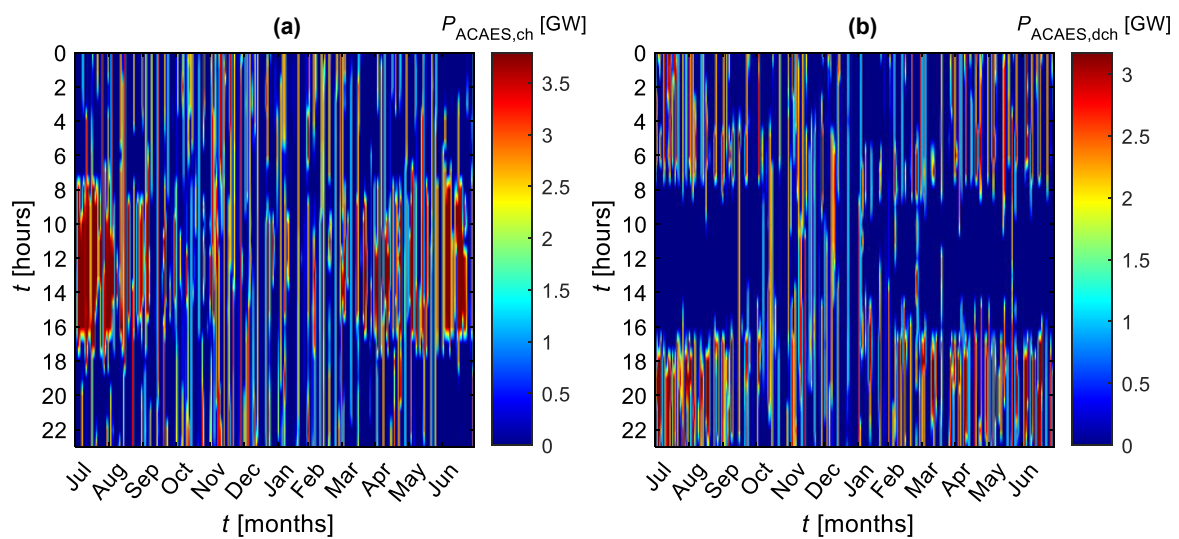 (a)
P_ACAES,ch [GW]
0
2
4
6
8
10
12
14
16
18
20
22
t [hours]
Jul
Aug
Sep
Oct
Nov
Dec
Jan
Feb
Mar
Apr
May
Jun
t [months]
3.5
3
2.5
2
1.5
1
0.5
0
(b)
P_ACAES,dch [GW]
0
2
4
6
8
10
12
14
16
18
20
22
t [hours]
Jul
Aug
Sep
Oct
Nov
Dec
Jan
Feb
Mar
Apr
May
Jun
t [months]
3
2.5
2
1.5
1
0.5
0